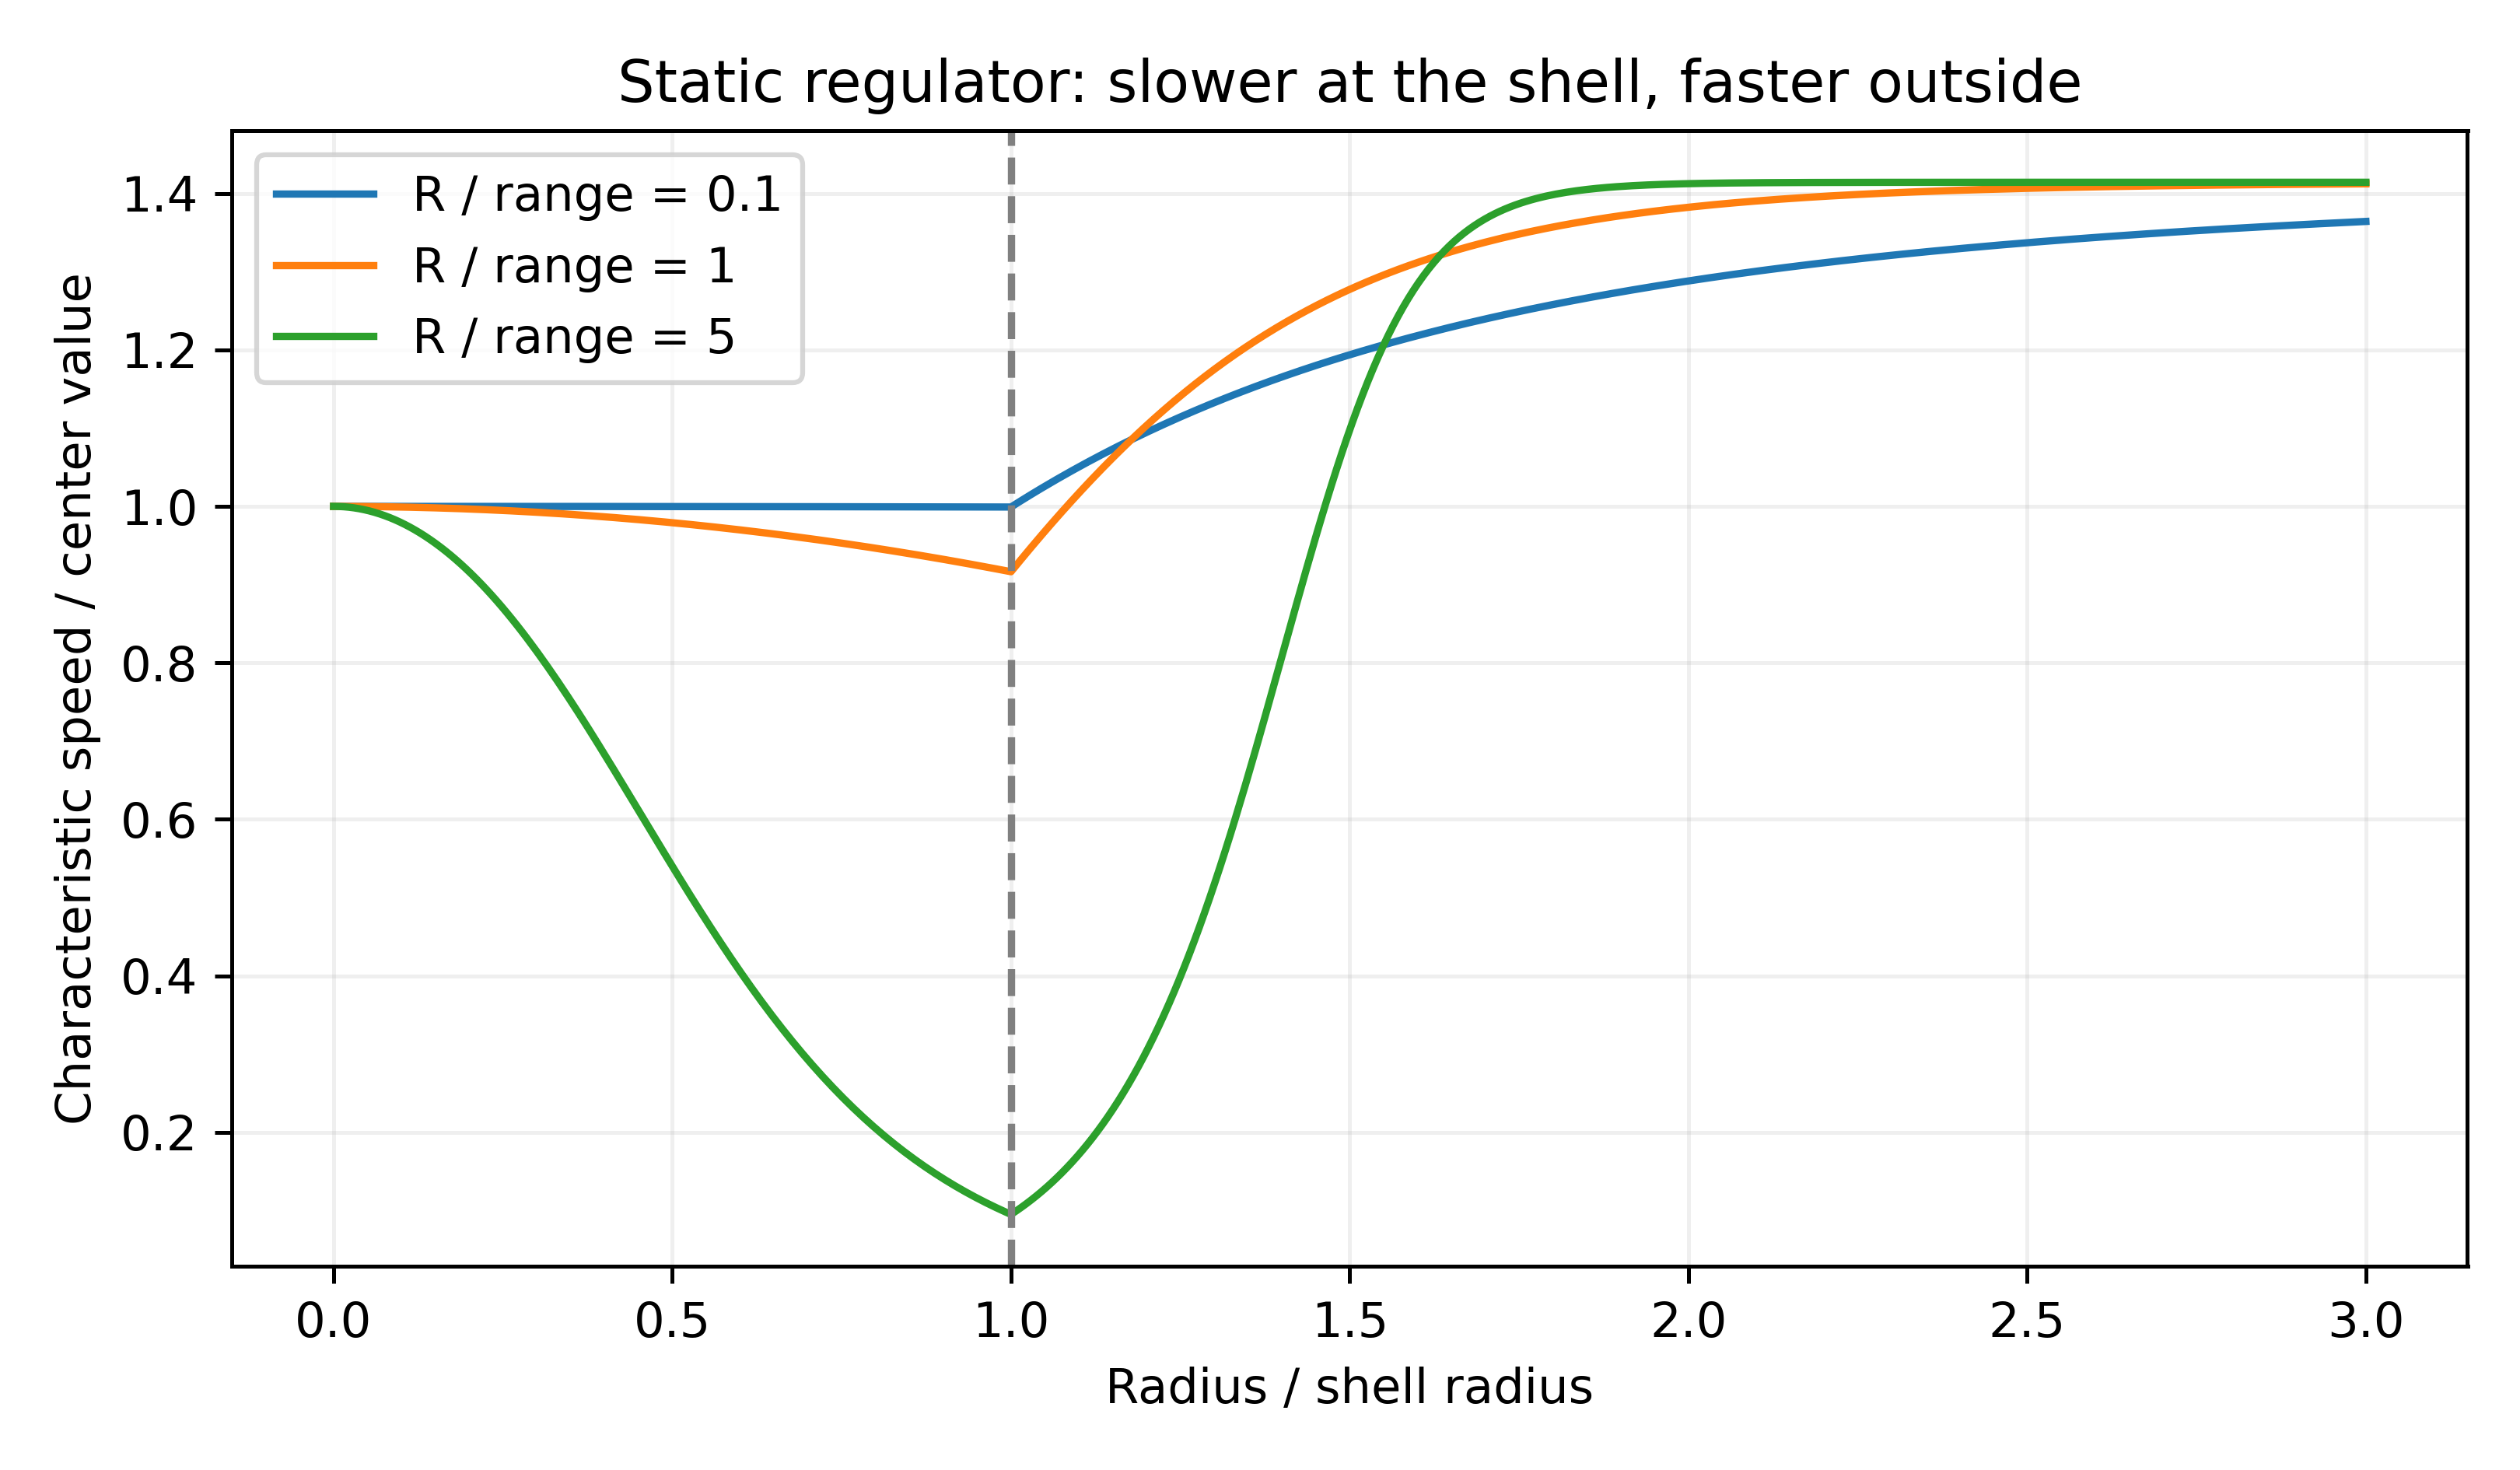 Static regulator: slower at the shell, faster outside
R / range = 0.1
R / range = 1
R / range = 5
Characteristic speed / center value
1.4
1.2
1.0
0.8
0.6
0.4
0.2
0.0 0.5 1.0 1.5 2.0 2.5 3.0
Radius / shell radius